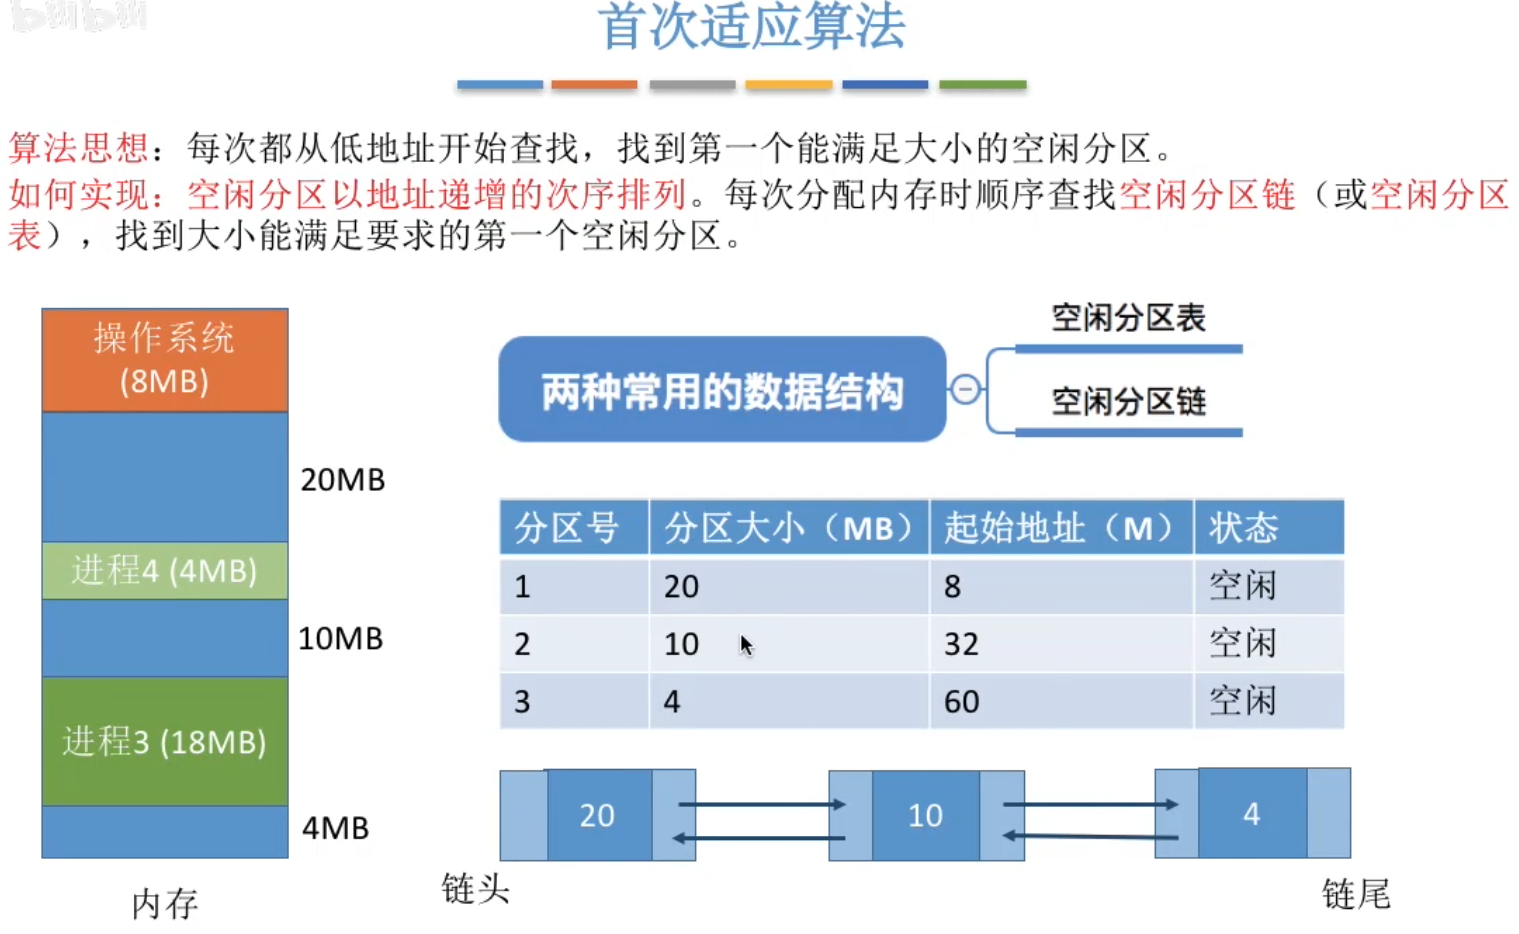 bilibili
首次适应算法
算法思想：每次都从低地址开始查找，找到第一个能满足大小的空闲分区。
如何实现：空闲分区以地址递增的次序排列。每次分配内存时顺序查找空闲分区链（或空闲分区
表），找到大小能满足要求的第一个空闲分区。
操作系统
(8MB)
20MB
进程4 (4MB)
10MB
进程3 (18MB)
4MB
内存
两种常用的数据结构
空闲分区表
空闲分区链
分区号 分区大小（MB） 起始地址（M） 状态
1 20 8 空闲
2 10 32 空闲
3 4 60 空闲
20 10 4
链头 链尾